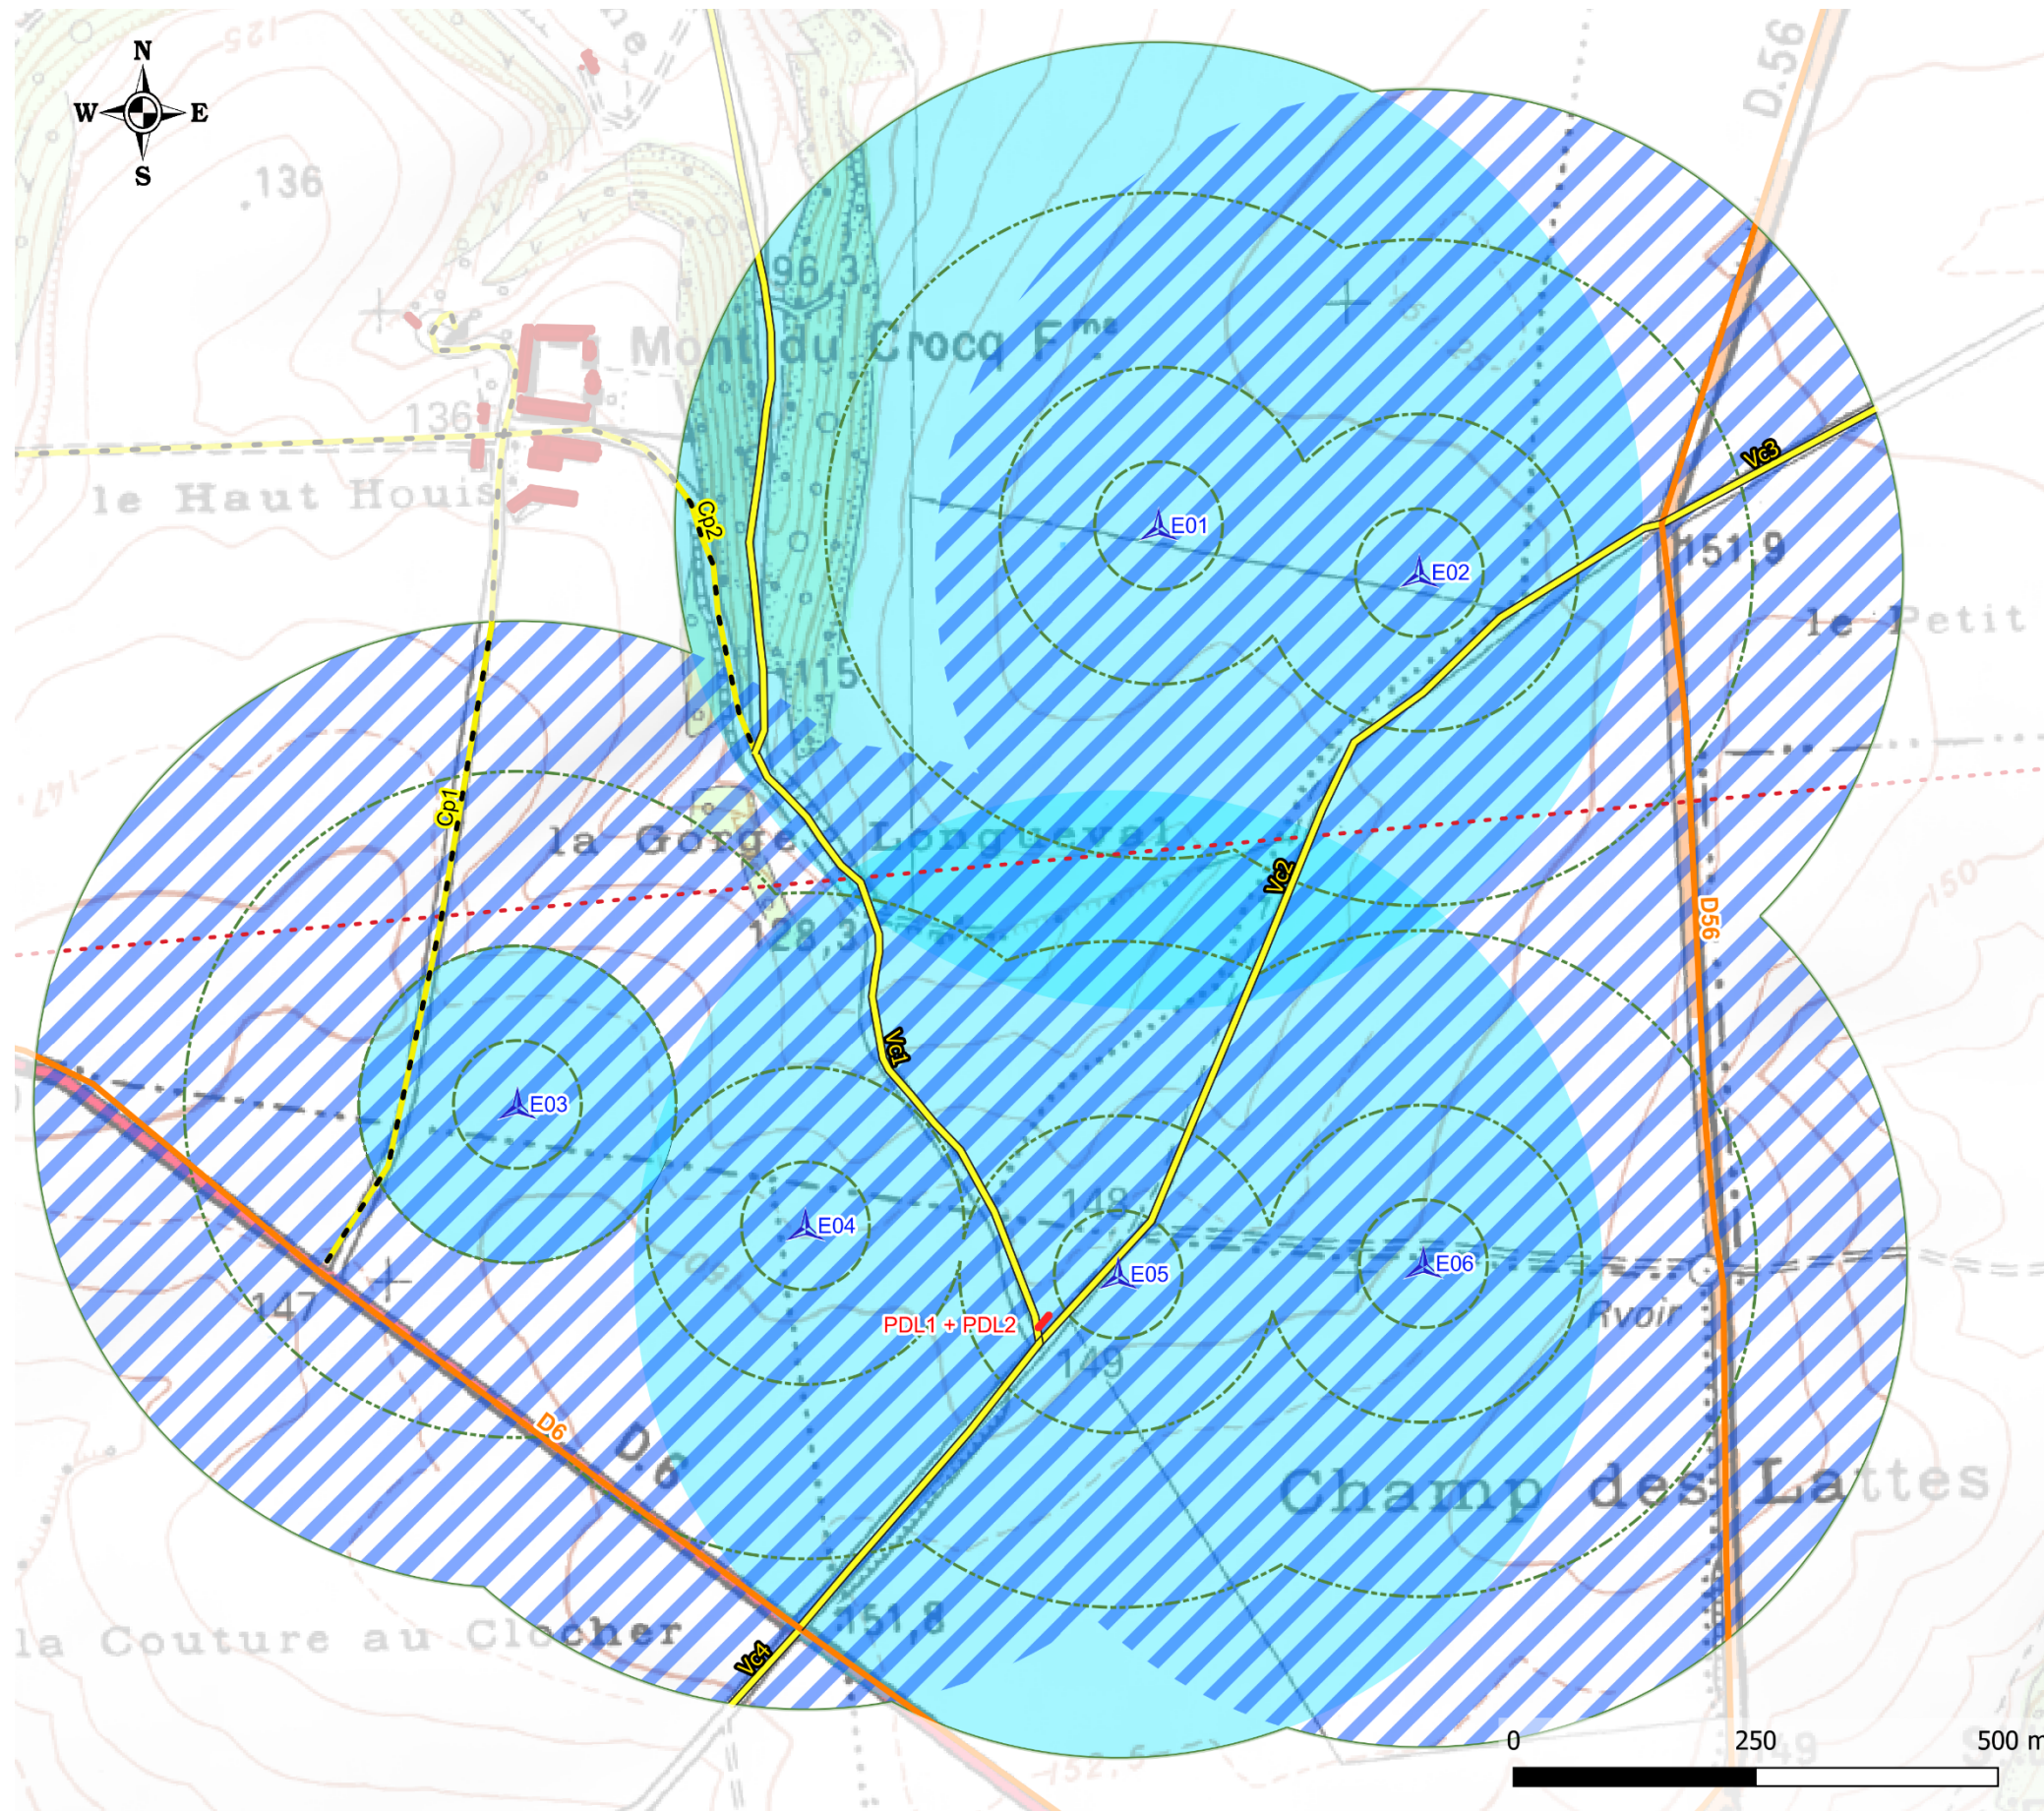 N
W E
S
125
D.56
136
96,3
Mont du Crocq Fme
136
le Haut Houis
Cp2
Vc3
E01
E02
151,9
le Petit
115
147
Cp1
la Gorge Longueval
Vc2
150
D56
128,3
Vc1
E03
148
E04
E05
E06
PDL1 + PDL2
Rvoir
147
149
D6
D.6
Champ des Lattes
la Couture au Clocher
151,8
Vc4
0 250 500 m
152,5
49